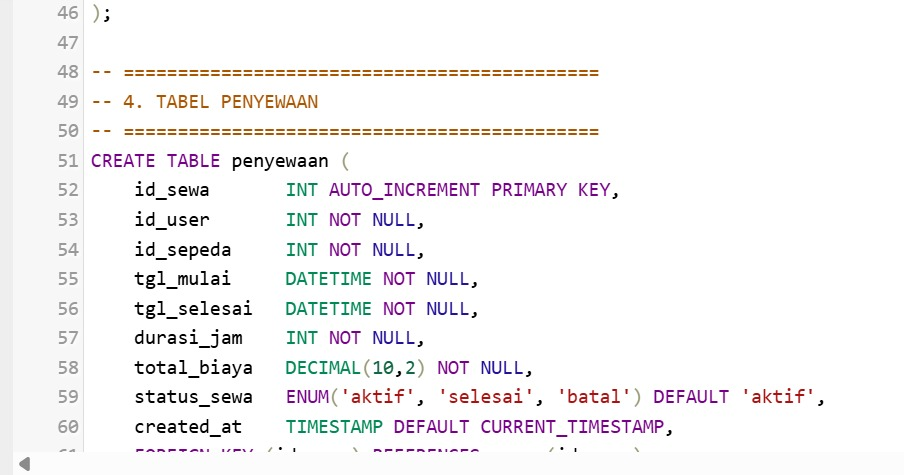 46 );
47
48 -- ============================================
49 -- 4. TABEL PENYEWAAN
50 -- ============================================
51 CREATE TABLE penyewaan (
52     id_sewa       INT AUTO_INCREMENT PRIMARY KEY,
53     id_user       INT NOT NULL,
54     id_sepeda     INT NOT NULL,
55     tgl_mulai     DATETIME NOT NULL,
56     tgl_selesai   DATETIME NOT NULL,
57     durasi_jam    INT NOT NULL,
58     total_biaya   DECIMAL(10,2) NOT NULL,
59     status_sewa   ENUM('aktif', 'selesai', 'batal') DEFAULT 'aktif',
60     created_at    TIMESTAMP DEFAULT CURRENT_TIMESTAMP,